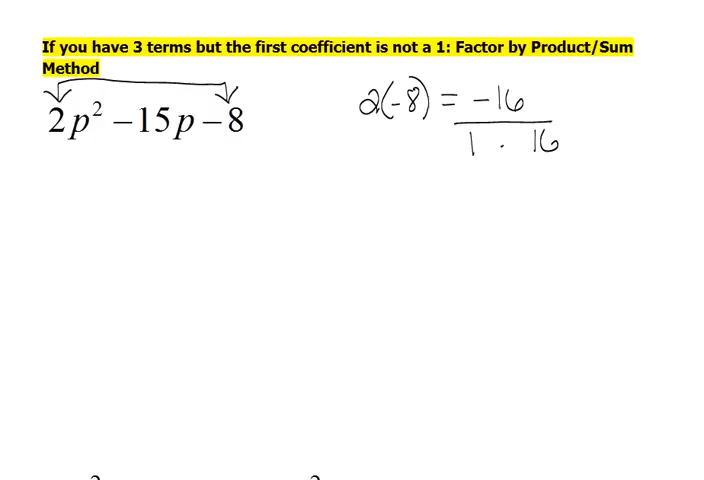 If you have 3 terms but the first coefficient is not a 1: Factor by Product/Sum
Method
2p² − 15p − 8
2(-8) = -16
1 · 16